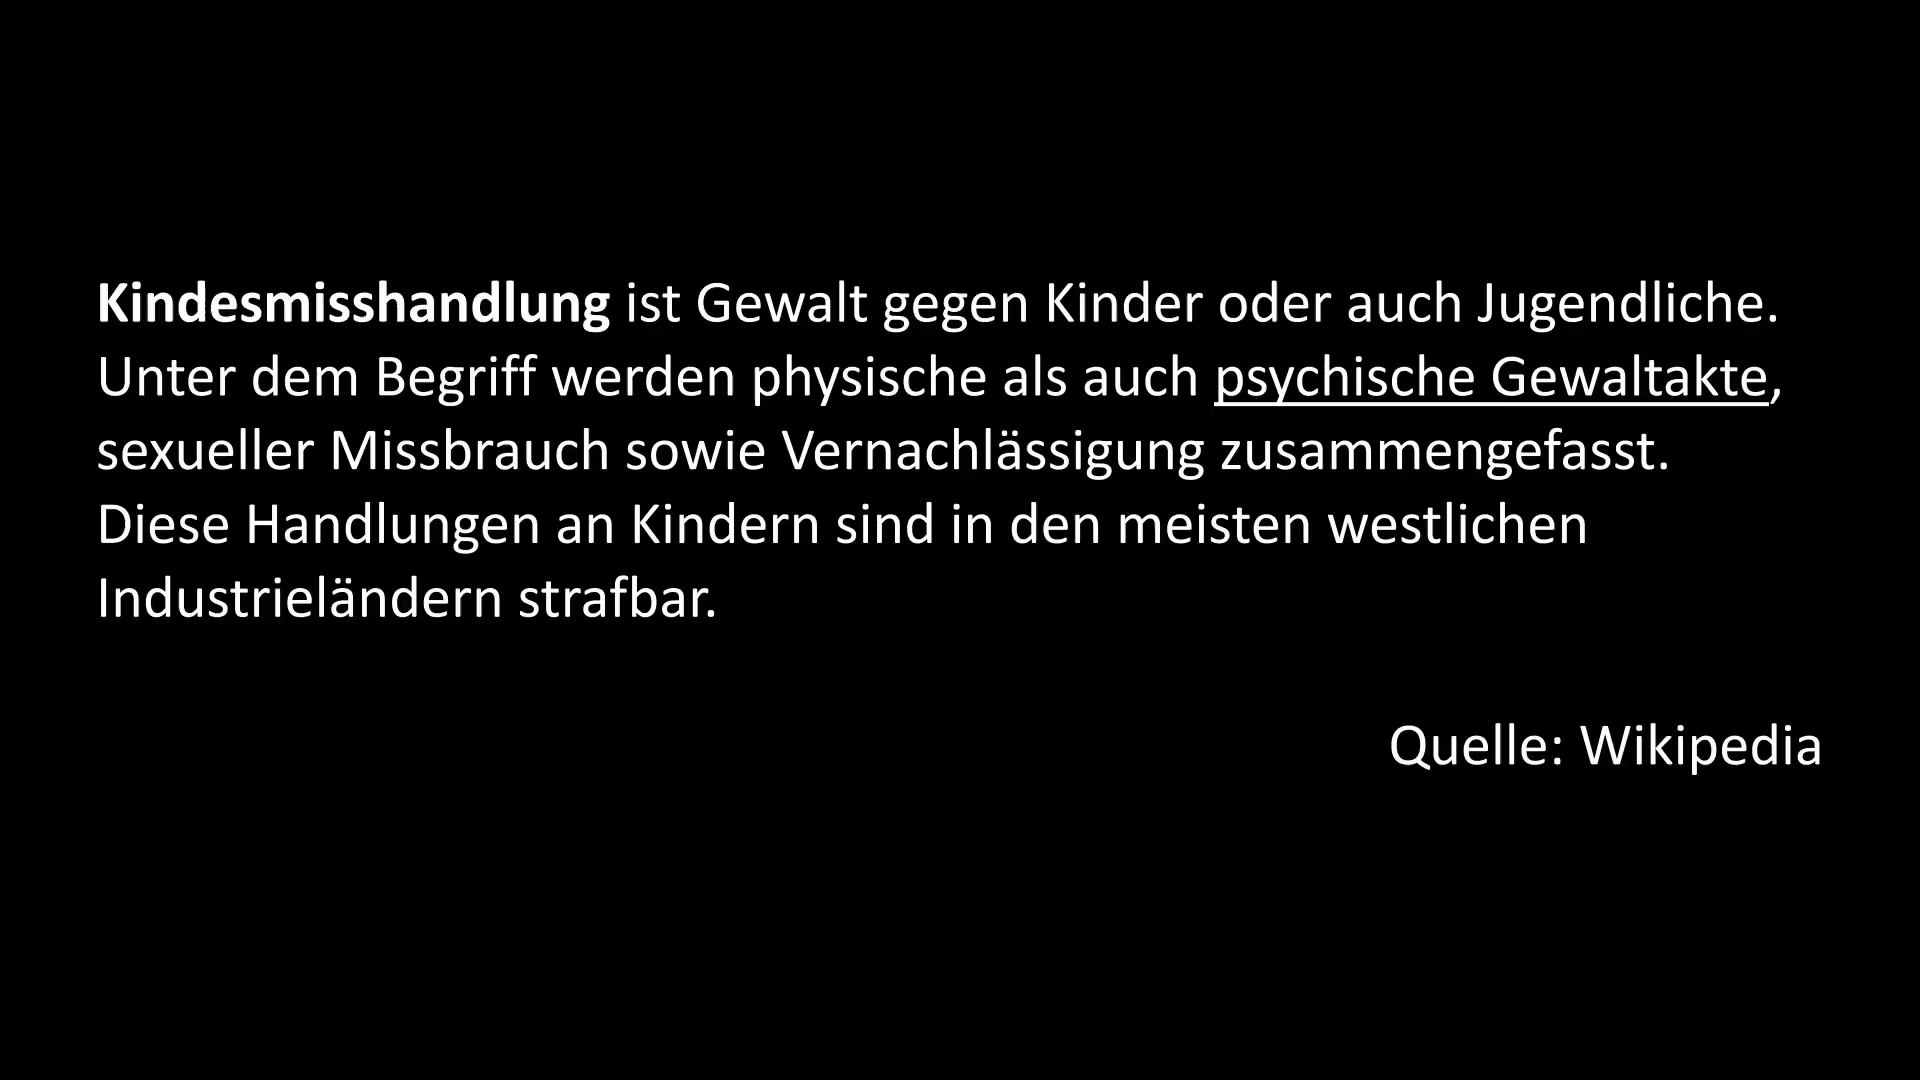 Kindesmisshandlung ist Gewalt gegen Kinder oder auch Jugendliche.
Unter dem Begriff werden physische als auch psychische Gewaltakte,
sexueller Missbrauch sowie Vernachlässigung zusammengefasst.
Diese Handlungen an Kindern sind in den meisten westlichen
Industrieländern strafbar.
Quelle: Wikipedia